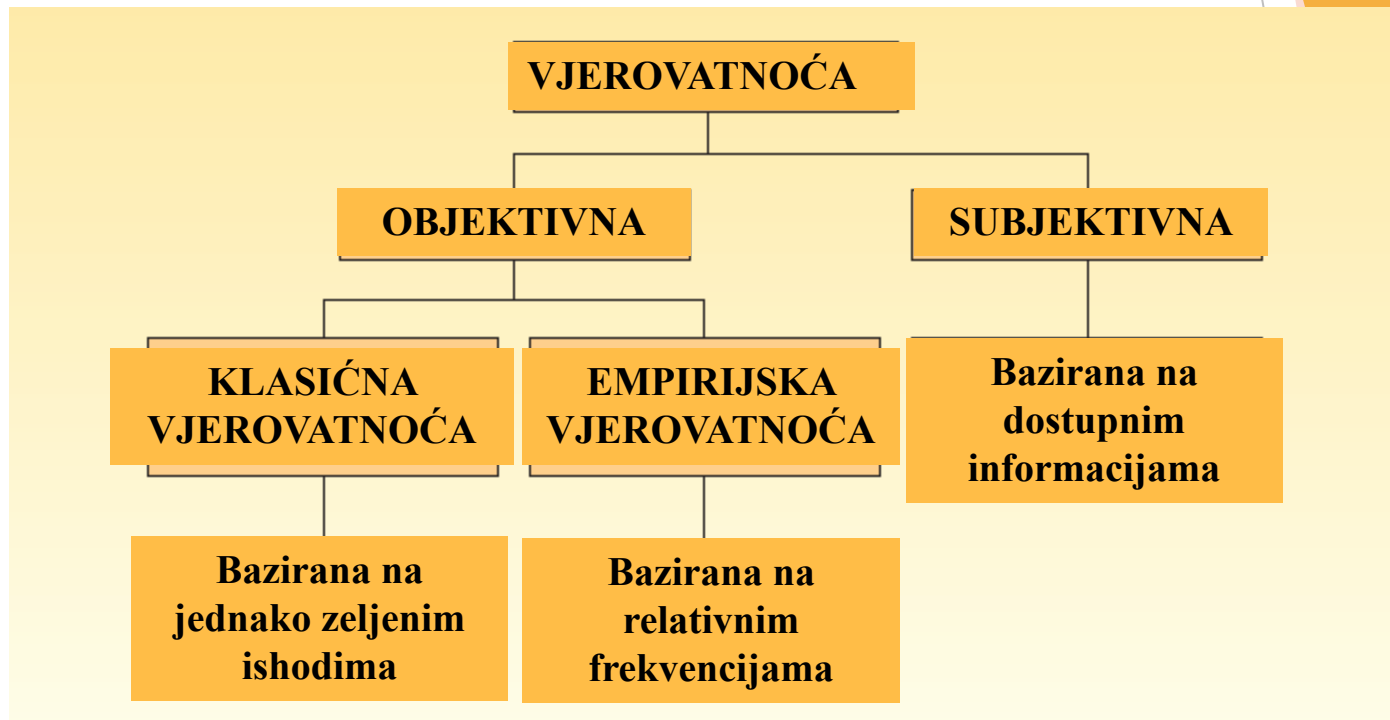 VJEROVATNOĆA
OBJEKTIVNA
SUBJEKTIVNA
KLASIĆNA
VJEROVATNOĆA
EMPIRIJSKA
VJEROVATNOĆA
Bazirana na
dostupnim
informacijama
Bazirana na
jednako zeljenim
ishodima
Bazirana na
relativnim
frekvencijama